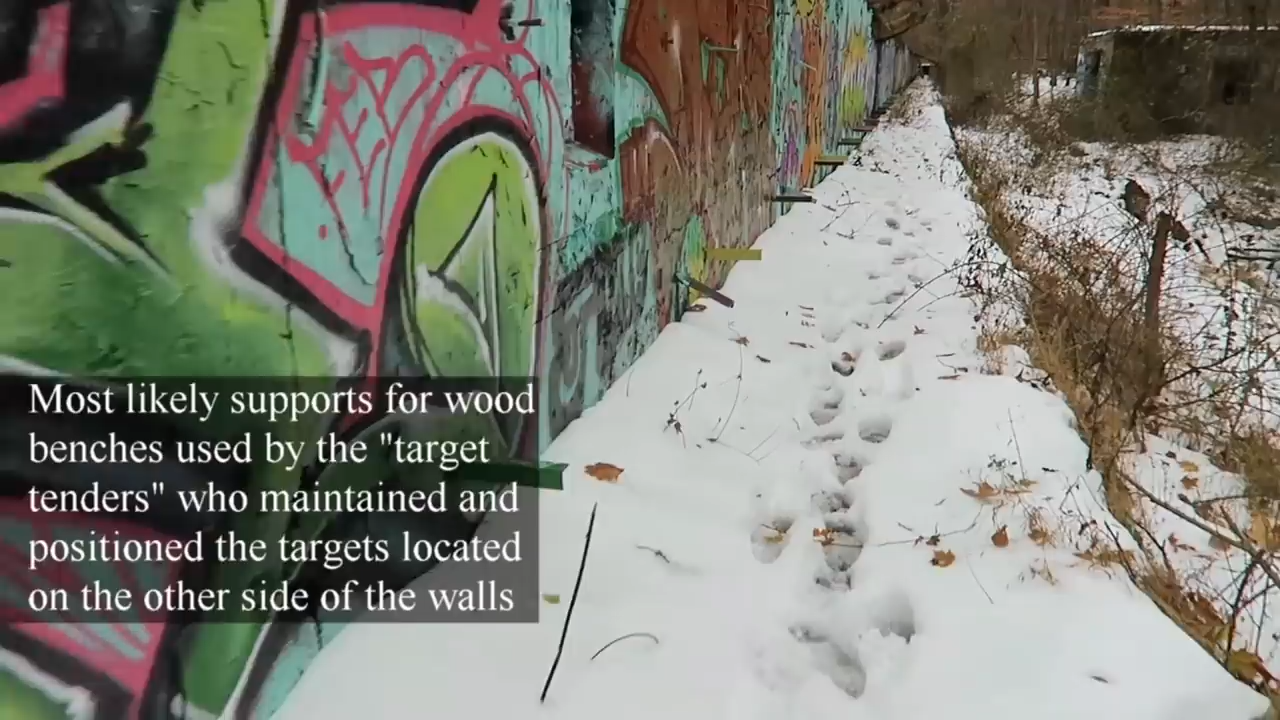 Most likely supports for wood
benches used by the "target
tenders" who maintained and
positioned the targets located
on the other side of the walls